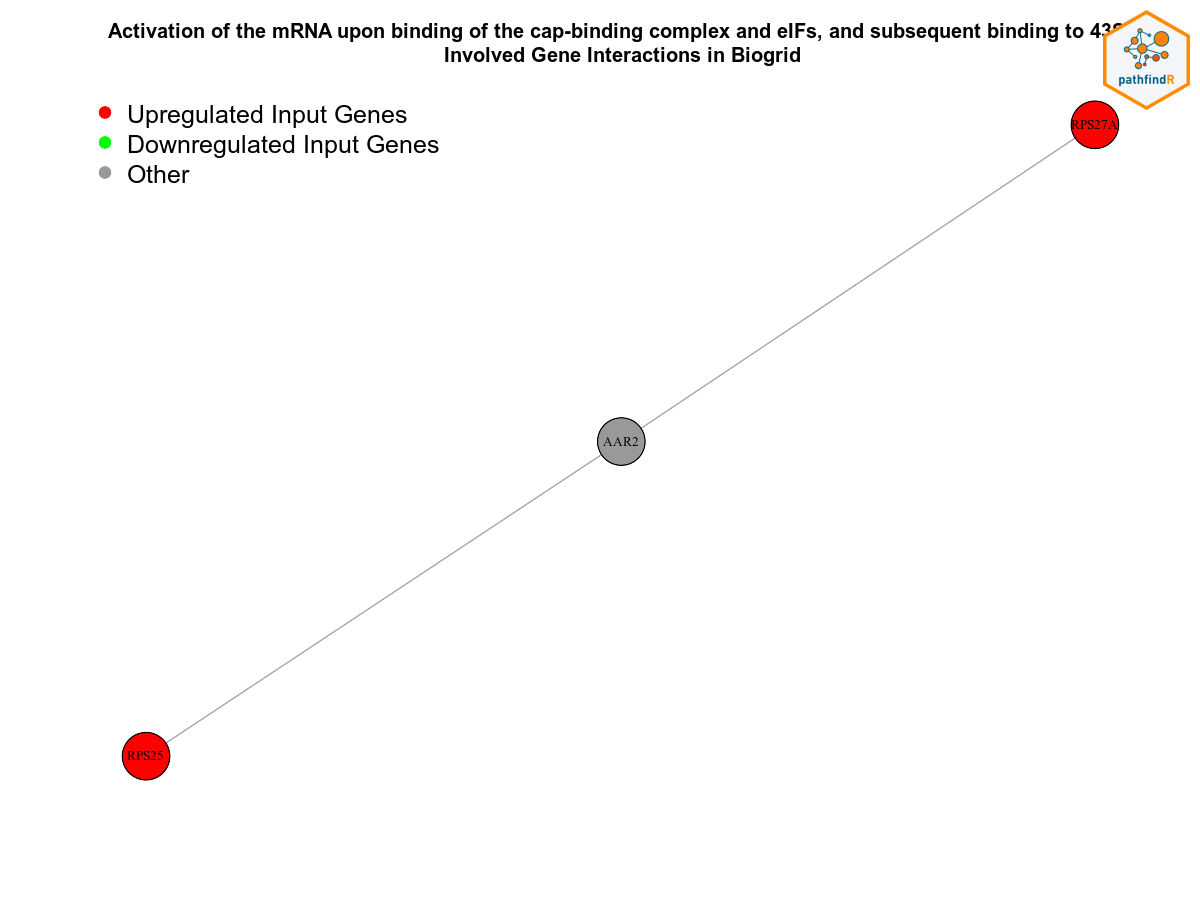 Activation of the mRNA upon binding of the cap-binding complex and eIFs, and subsequent binding to 43S
Involved Gene Interactions in Biogrid
pathfindR
Upregulated Input Genes
Downregulated Input Genes
Other
RPS27A
AAR2
RPS25